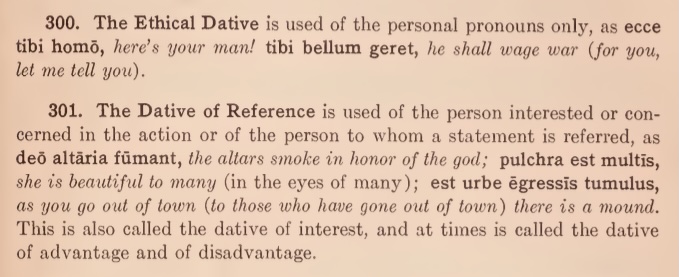 300. The Ethical Dative is used of the personal pronouns only, as ecce
tibi homō, here's your man! tibi bellum geret, he shall wage war (for you,
let me tell you).
301. The Dative of Reference is used of the person interested or con-
cerned in the action or of the person to whom a statement is referred, as
deō altāria fūmant, the altars smoke in honor of the god; pulchra est multīs,
she is beautiful to many (in the eyes of many); est urbe ēgressīs tumulus,
as you go out of town (to those who have gone out of town) there is a mound.
This is also called the dative of interest, and at times is called the dative
of advantage and of disadvantage.